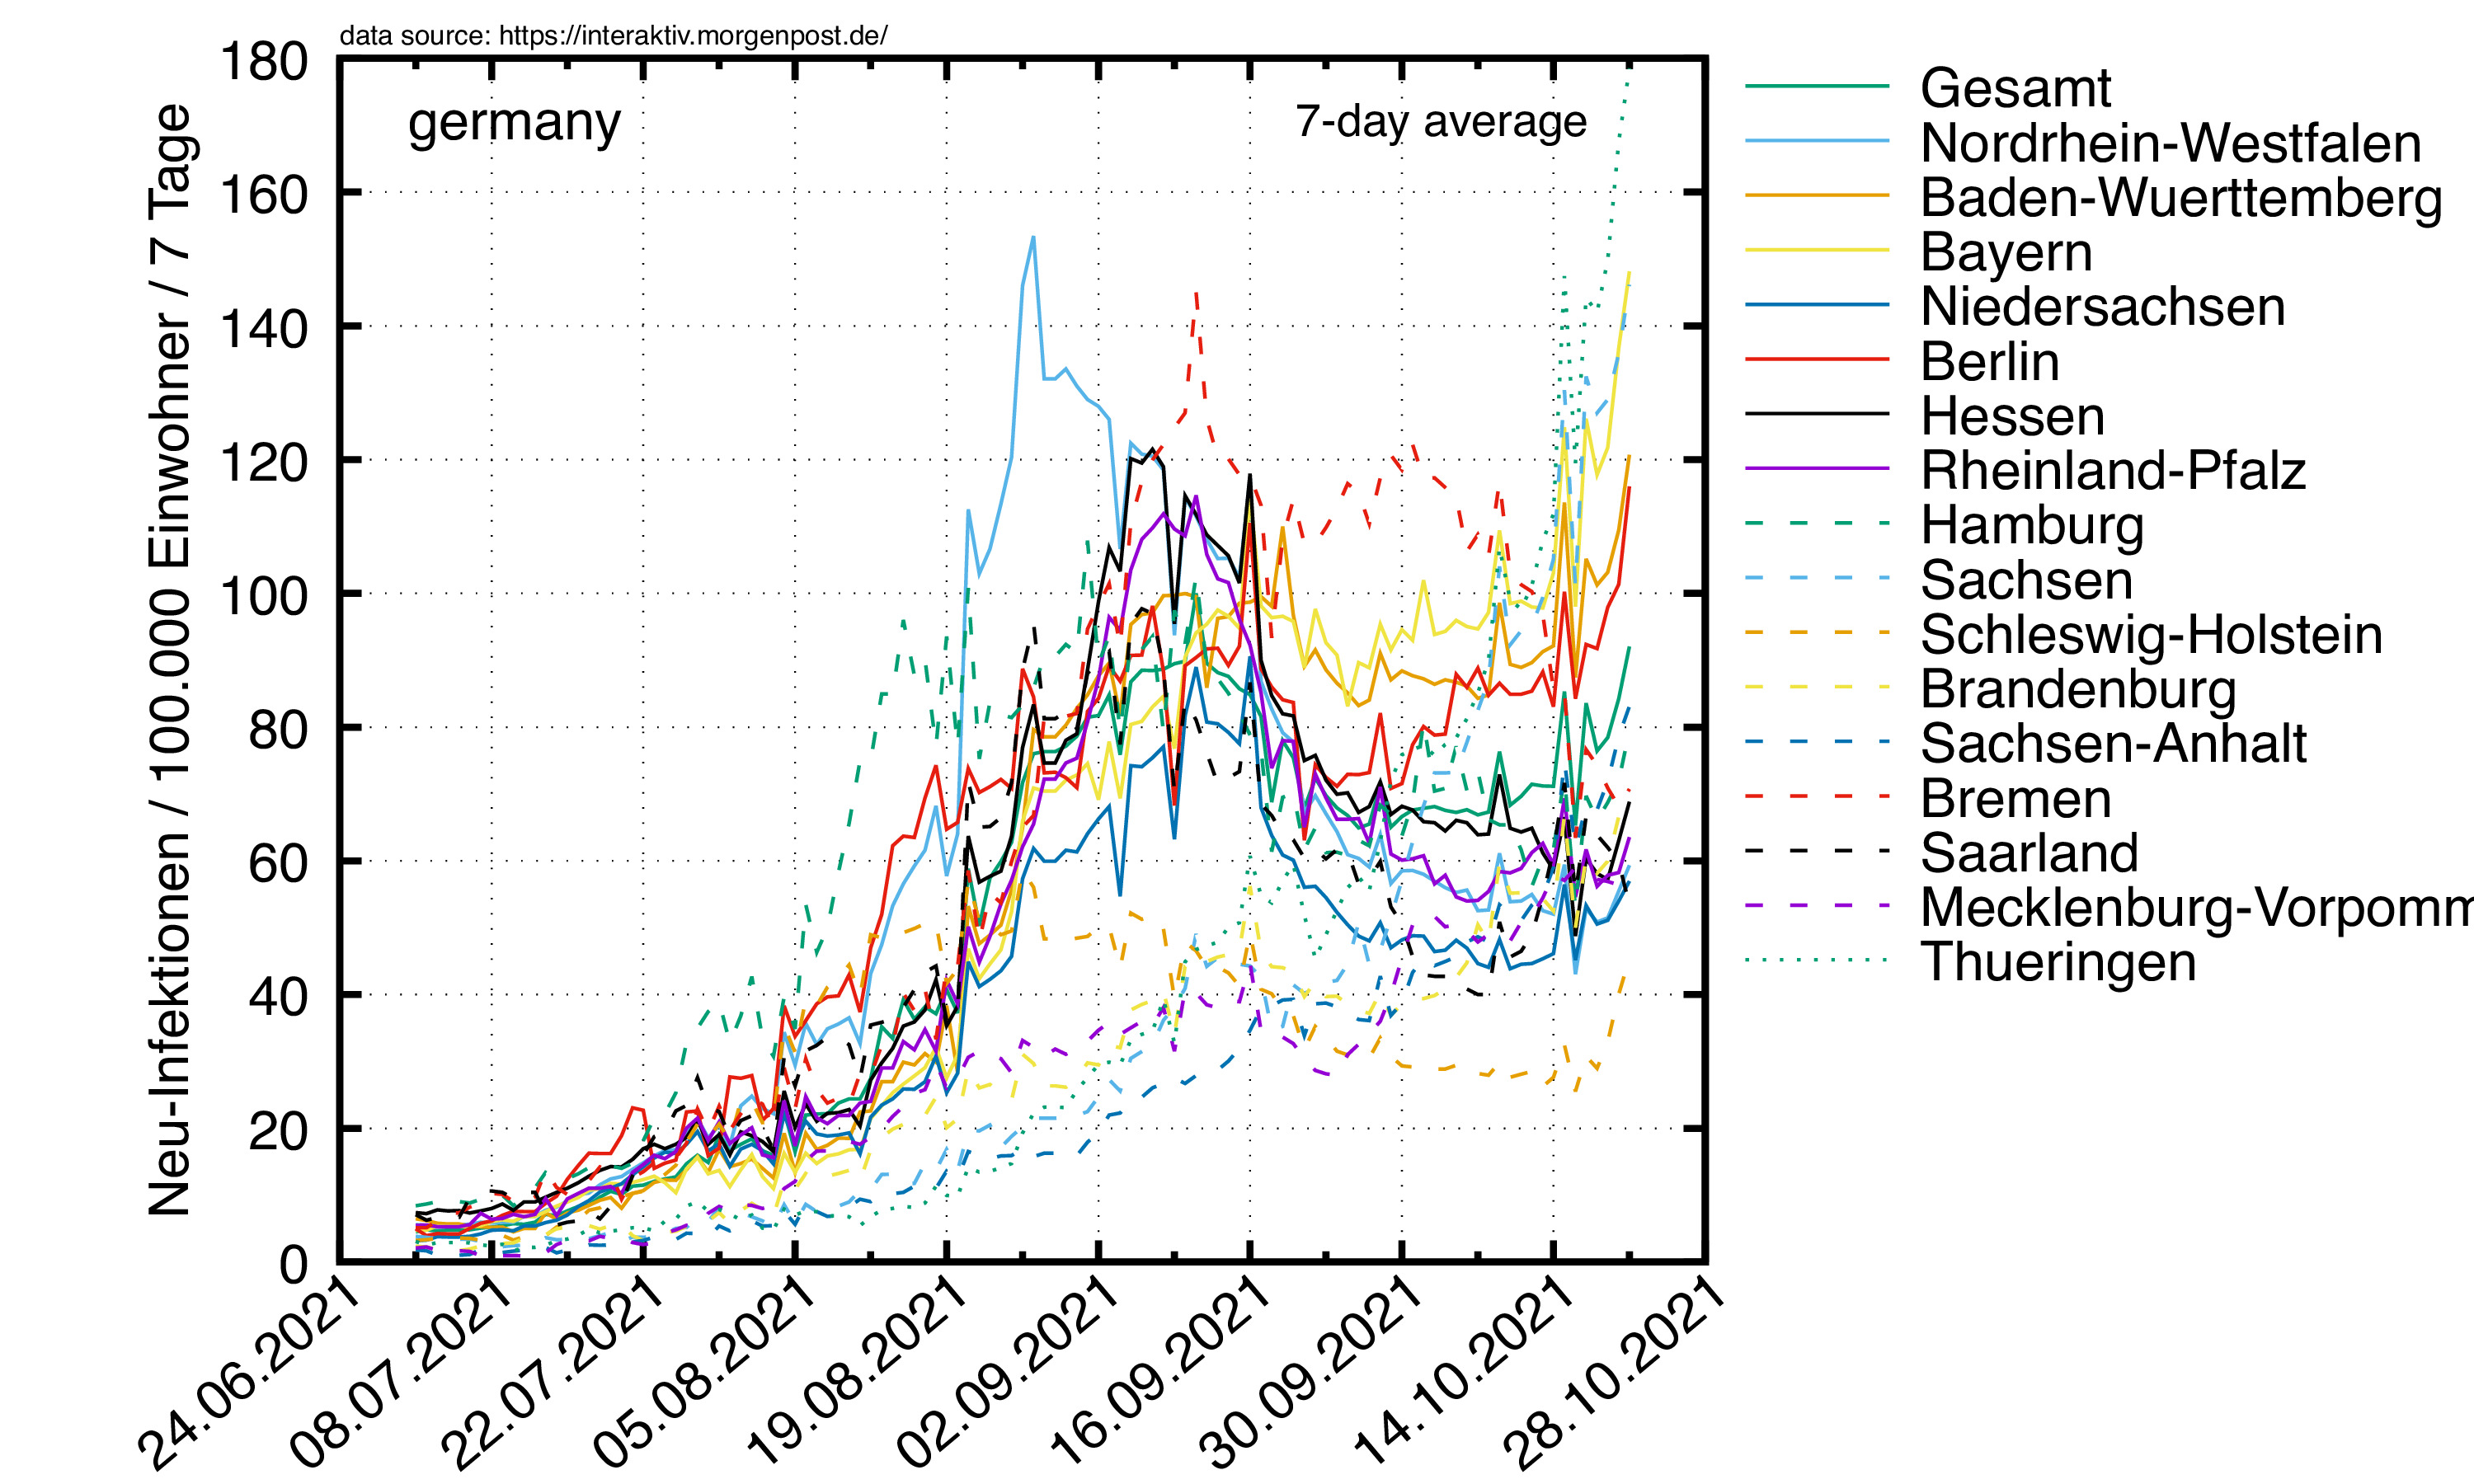 data source: https://interaktiv.morgenpost.de/
germany
7-day average
Neu-Infektionen / 100.000 Einwohner / 7 Tage
180
160
140
120
100
80
60
40
20
0
24.06.2021
08.07.2021
22.07.2021
05.08.2021
19.08.2021
02.09.2021
16.09.2021
30.09.2021
14.10.2021
28.10.2021
Gesamt
Nordrhein-Westfalen
Baden-Wuerttemberg
Bayern
Niedersachsen
Berlin
Hessen
Rheinland-Pfalz
Hamburg
Sachsen
Schleswig-Holstein
Brandenburg
Sachsen-Anhalt
Bremen
Saarland
Mecklenburg-Vorpomm
Thueringen